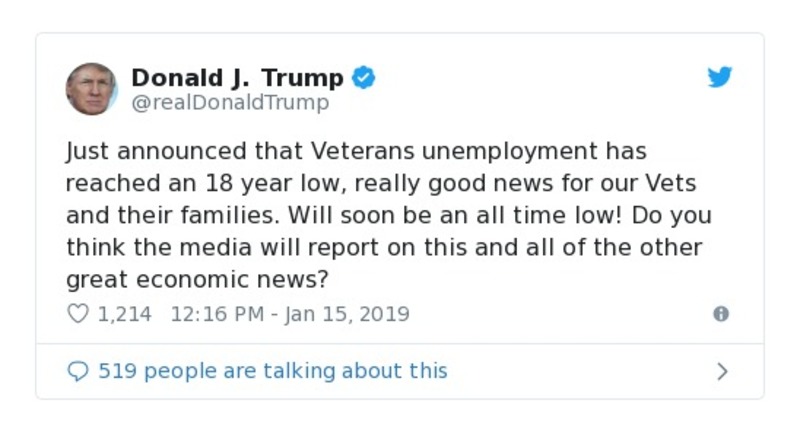 Donald J. Trump
@realDonaldTrump
Just announced that Veterans unemployment has
reached an 18 year low, really good news for our Vets
and their families. Will soon be an all time low! Do you
think the media will report on this and all of the other
great economic news?
1,214 12:16 PM - Jan 15, 2019
519 people are talking about this